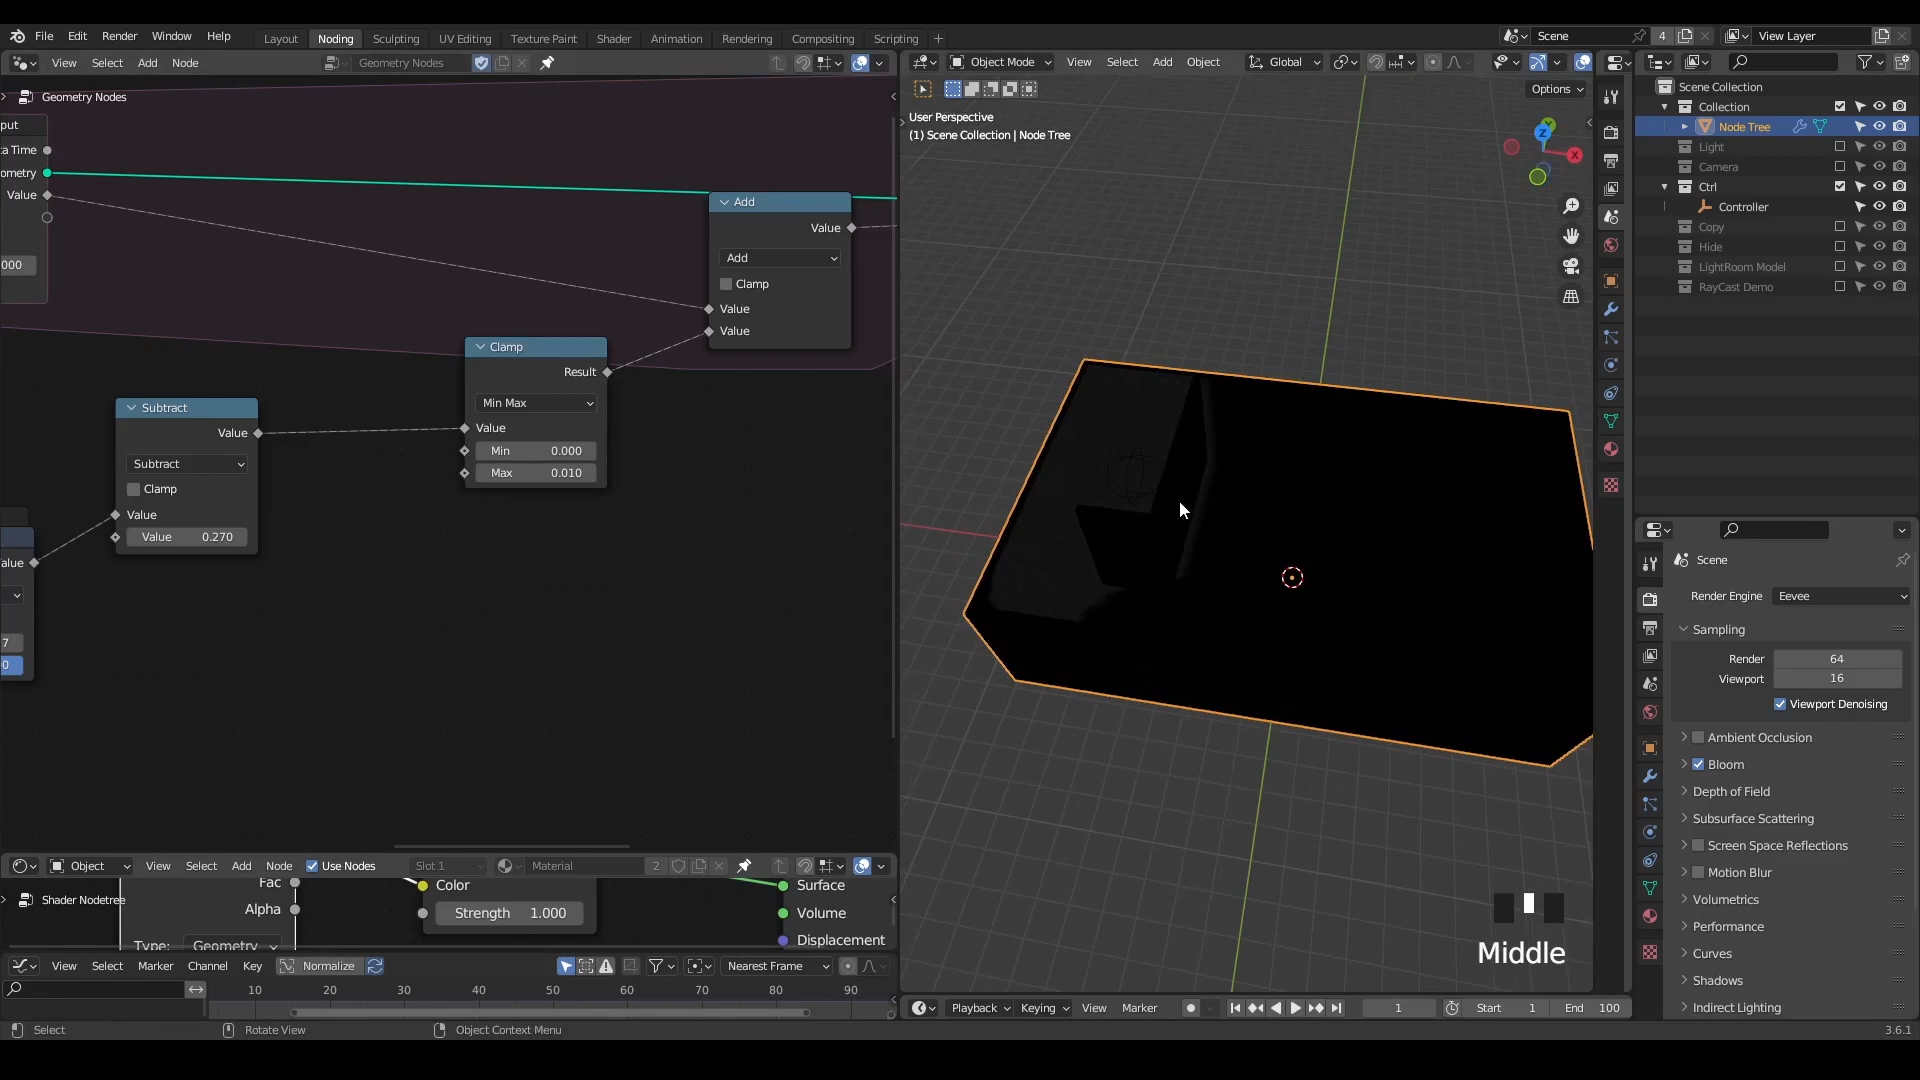 File Edit Render Window Help Layout Noding Sculpting UV Editing Texture Paint Shader Animation Rendering Compositing Scripting Scene 4 View Layer
View Select Add Node Geometry Nodes Object Mode View Select Add Object Global
Options
Geometry Nodes
put
ta Time
ometry
Value
000
Add
Value
Add
Clamp
Value
Value
Clamp
Result
Min Max
Value
Min 0.000
Max 0.010
Subtract
Value
Subtract
Clamp
Value
Value 0.270
alue
7
0
User Perspective
(1) Scene Collection | Node Tree
Z
X
Middle
Scene Collection
Collection
Node Tree
Light
Camera
Ctrl
Controller
Copy
Hide
LightRoom Model
RayCast Demo
Scene
Render Engine Eevee
Sampling
Render 64
Viewport 16
Viewport Denoising
Ambient Occlusion
Bloom
Depth of Field
Subsurface Scattering
Screen Space Reflections
Motion Blur
Volumetrics
Performance
Curves
Shadows
Indirect Lighting
Object View Select Add Node Use Nodes Slot 1 Material 2
Shader Nodetree
Fac
Alpha
Type: Geometry
Color
Strength 1.000
Surface
Volume
Displacement
View Select Marker Channel Key Normalize Nearest Frame
10 20 30 40 50 60 70 80 90
Playback Keying View Marker 1 Start 1 End 100
Select Rotate View Object Context Menu 3.6.1